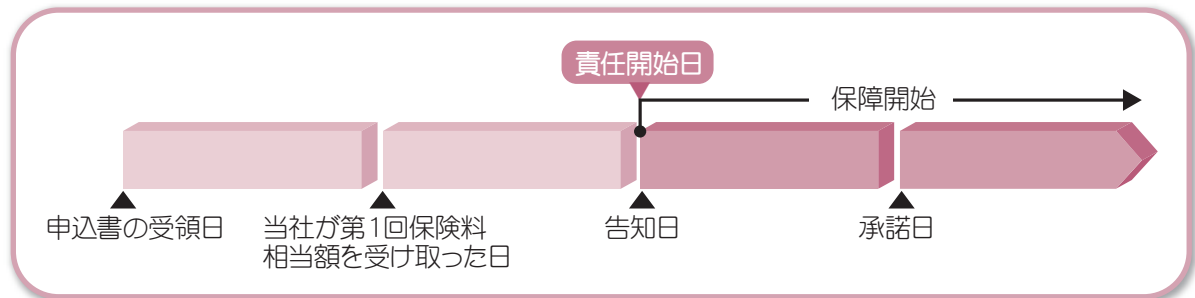 責任開始日
保障開始
申込書の受領日
当社が第1回保険料
相当額を受け取った日
告知日
承諾日